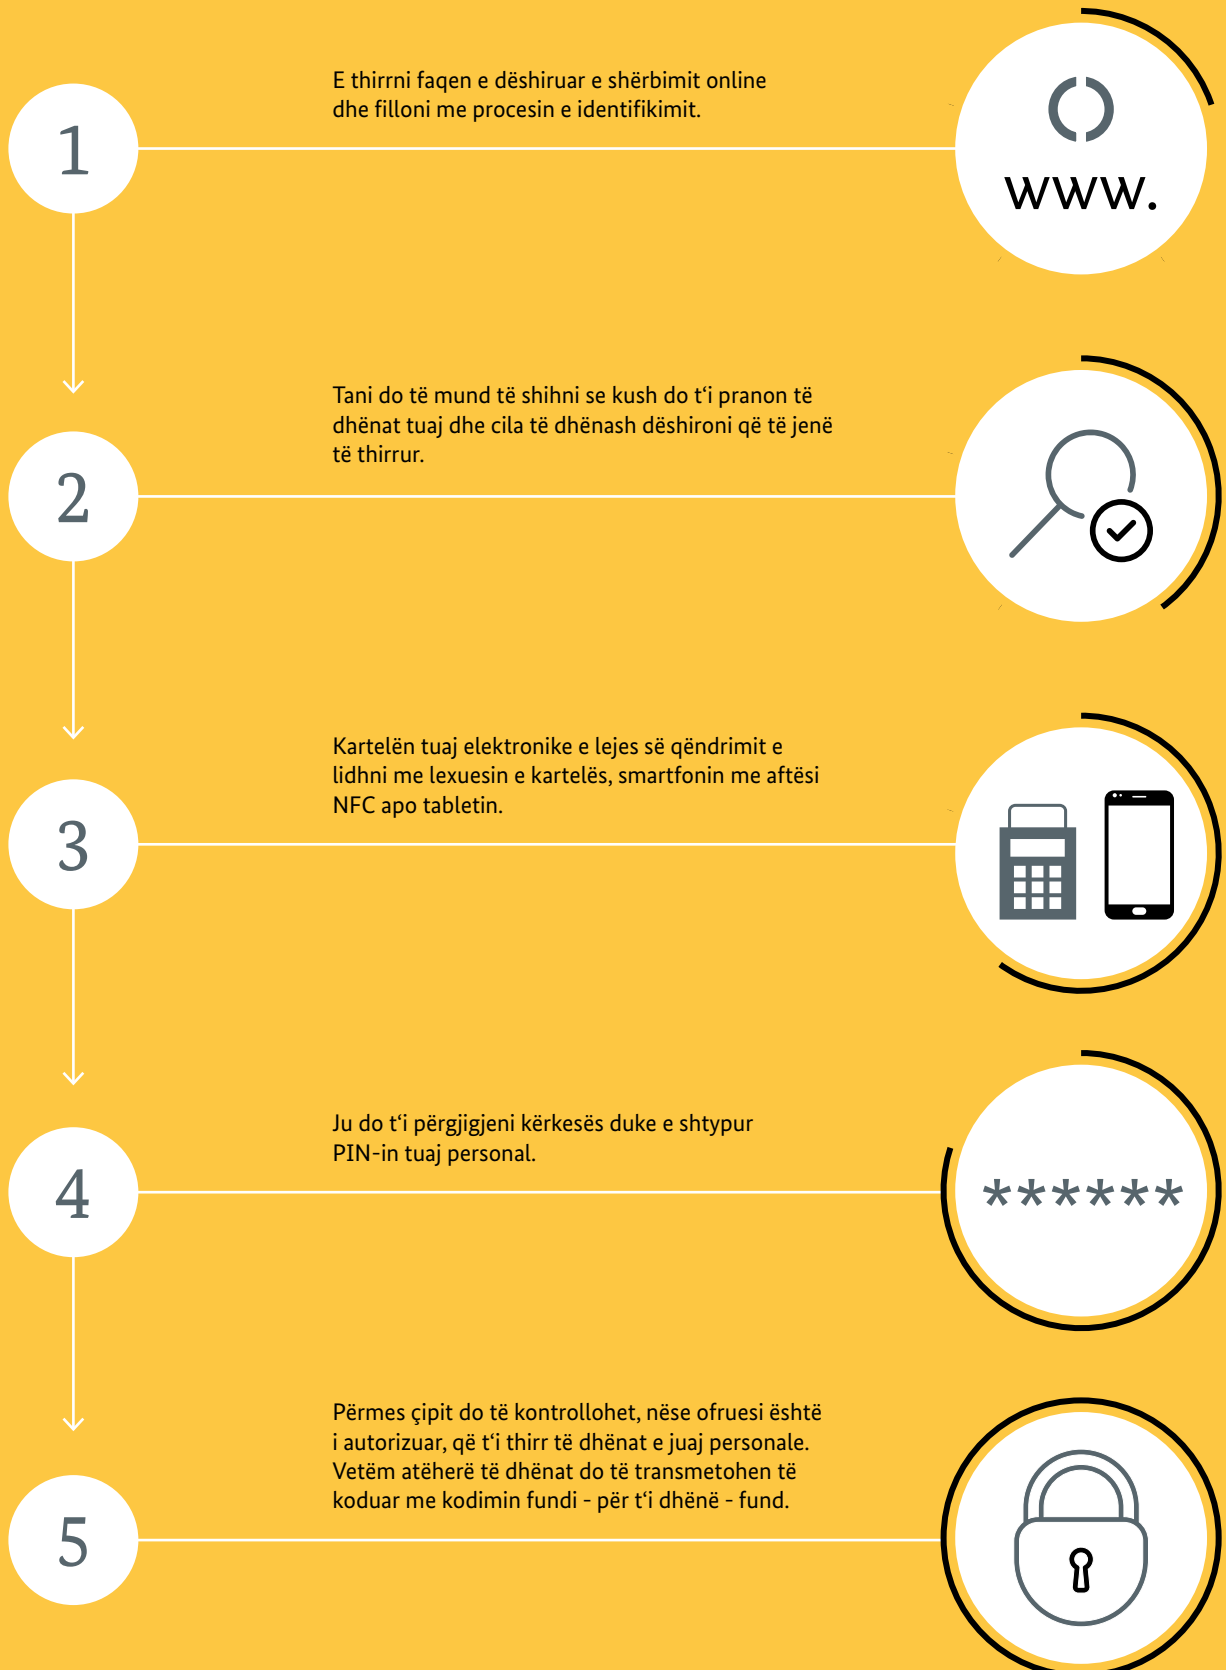 1
E thirrni faqen e dëshiruar e shërbimit online
dhe filloni me procesin e identifikimit.
www.
2
Tani do të mund të shihni se kush do t‘i pranon të
dhënat tuaj dhe cila të dhënash dëshironi që të jenë
të thirrur.
3
Kartelën tuaj elektronike e lejes së qëndrimit e
lidhni me lexuesin e kartelës, smartfonin me aftësi
NFC apo tabletin.
4
Ju do t‘i përgjigjeni kërkesës duke e shtypur
PIN-in tuaj personal.
******
5
Përmes çipit do të kontrollohet, nëse ofruesi është
i autorizuar, që t‘i thirr të dhënat e juaj personale.
Vetëm atëherë të dhënat do të transmetohen të
koduar me kodimin fundi - për t‘i dhënë - fund.